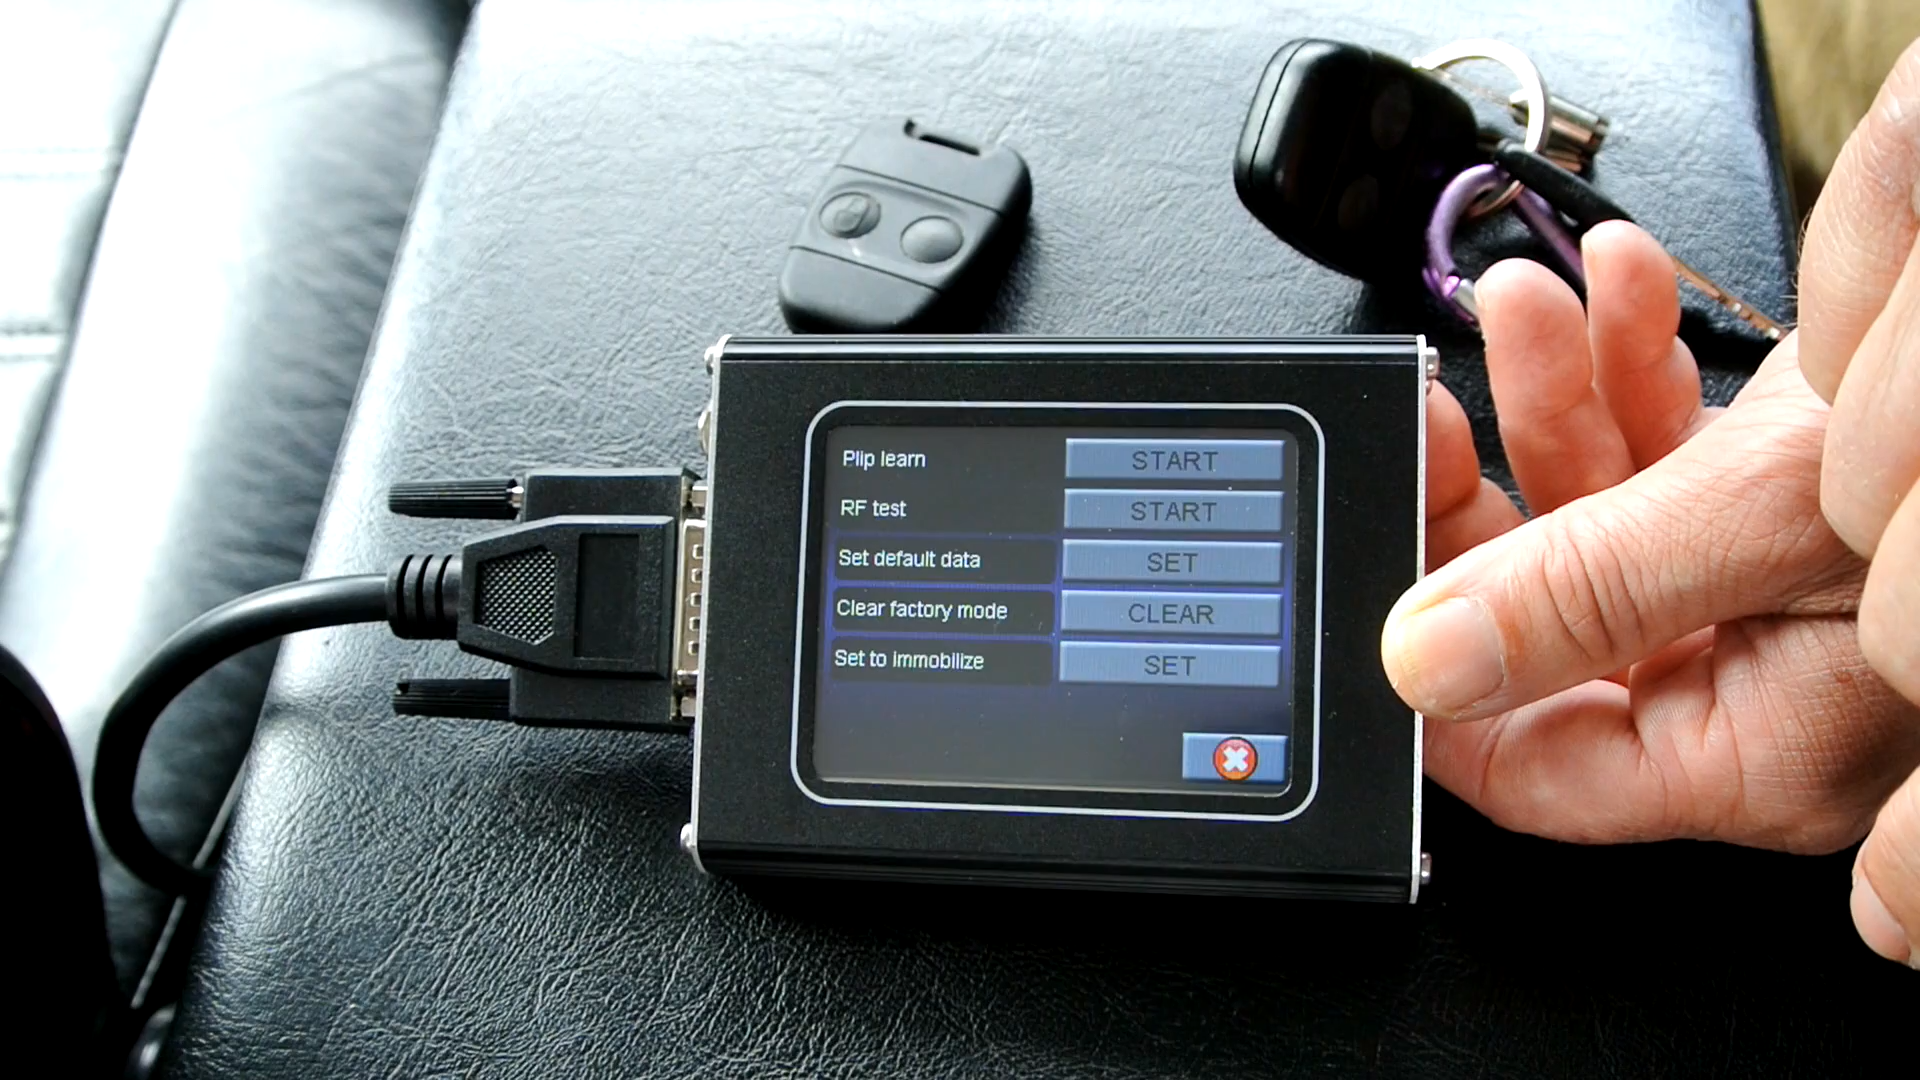 Plip learn START
RF test START
Set default data SET
Clear factory mode CLEAR
Set to immobilize SET